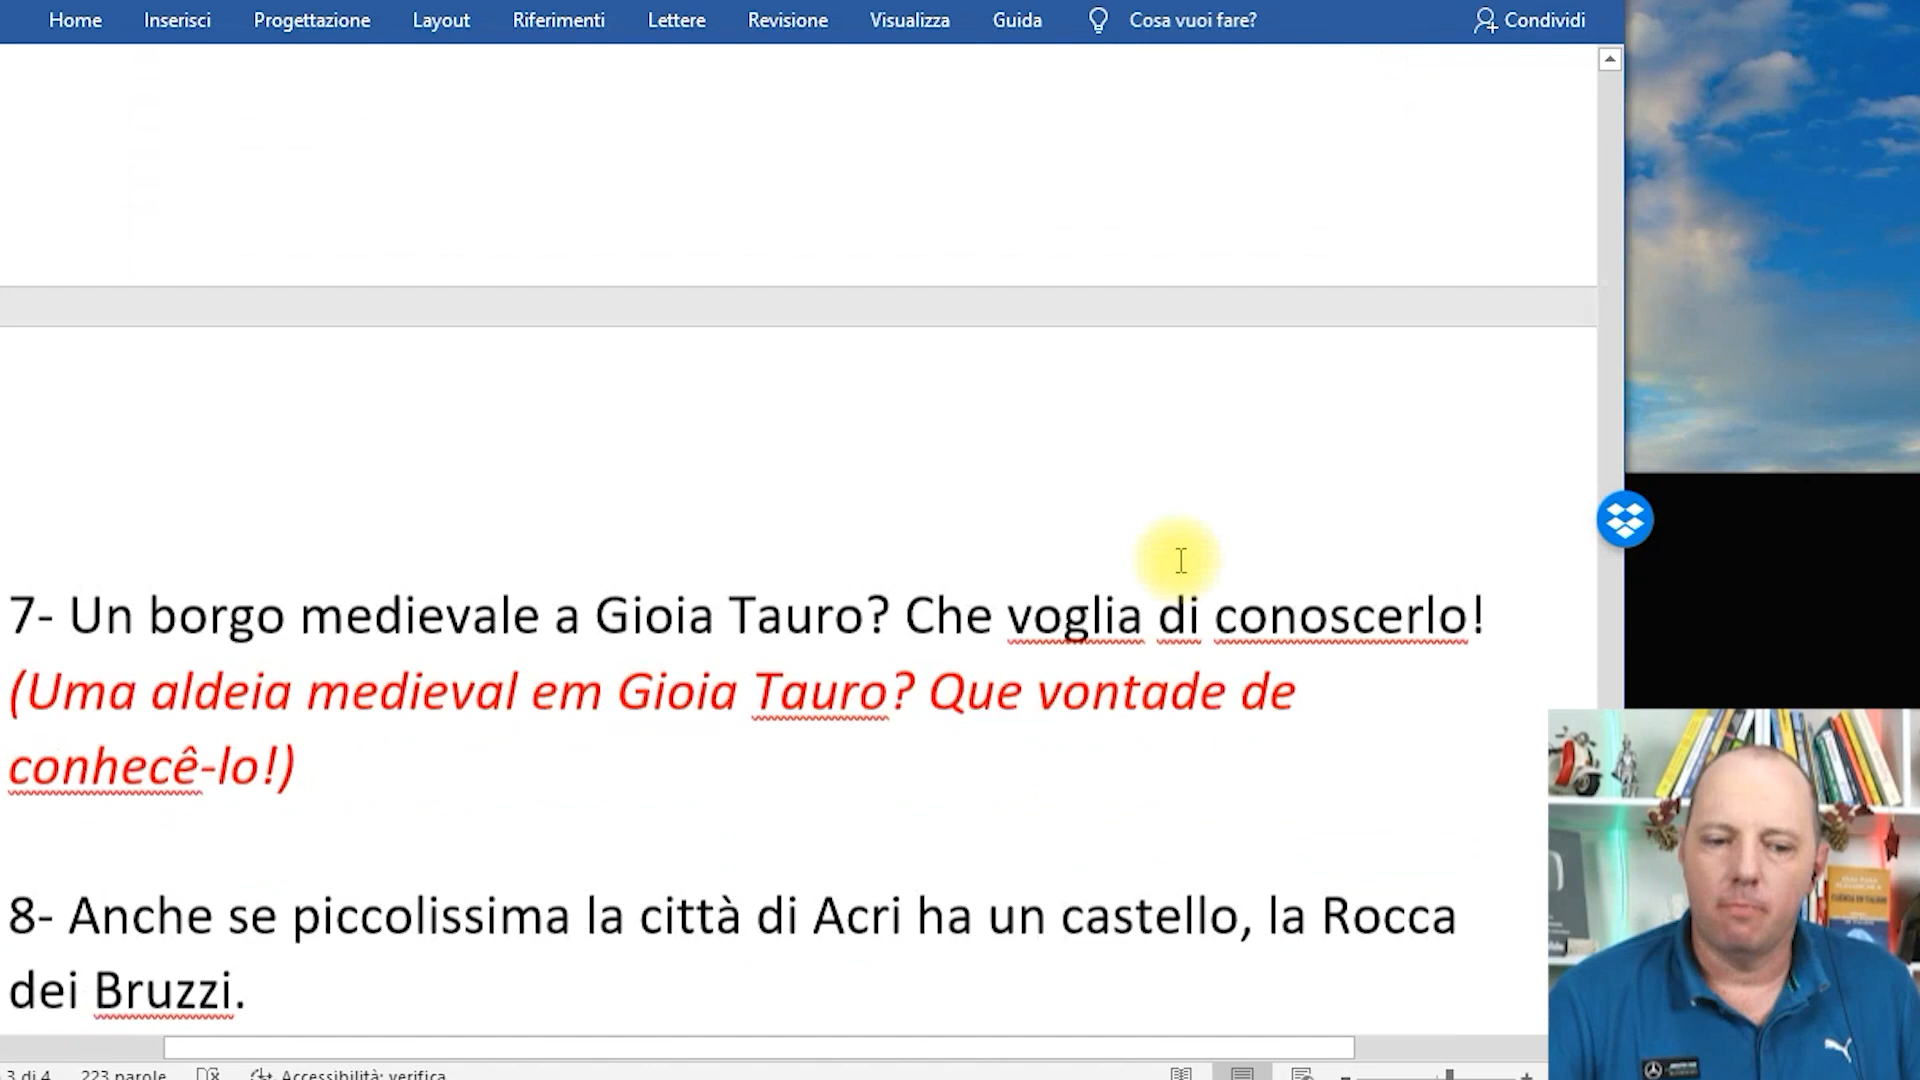 Home Inserisci Progettazione Layout Riferimenti Lettere Revisione Visualizza Guida Cosa vuoi fare? Condividi
7- Un borgo medievale a Gioia Tauro? Che voglia di conoscerlo!
(Uma aldeia medieval em Gioia Tauro? Que vontade de
conhecê-lo!)
8- Anche se piccolissima la città di Acri ha un castello, la Rocca
dei Bruzzi.
3 di 4 223 parole Accessibilità: verifica